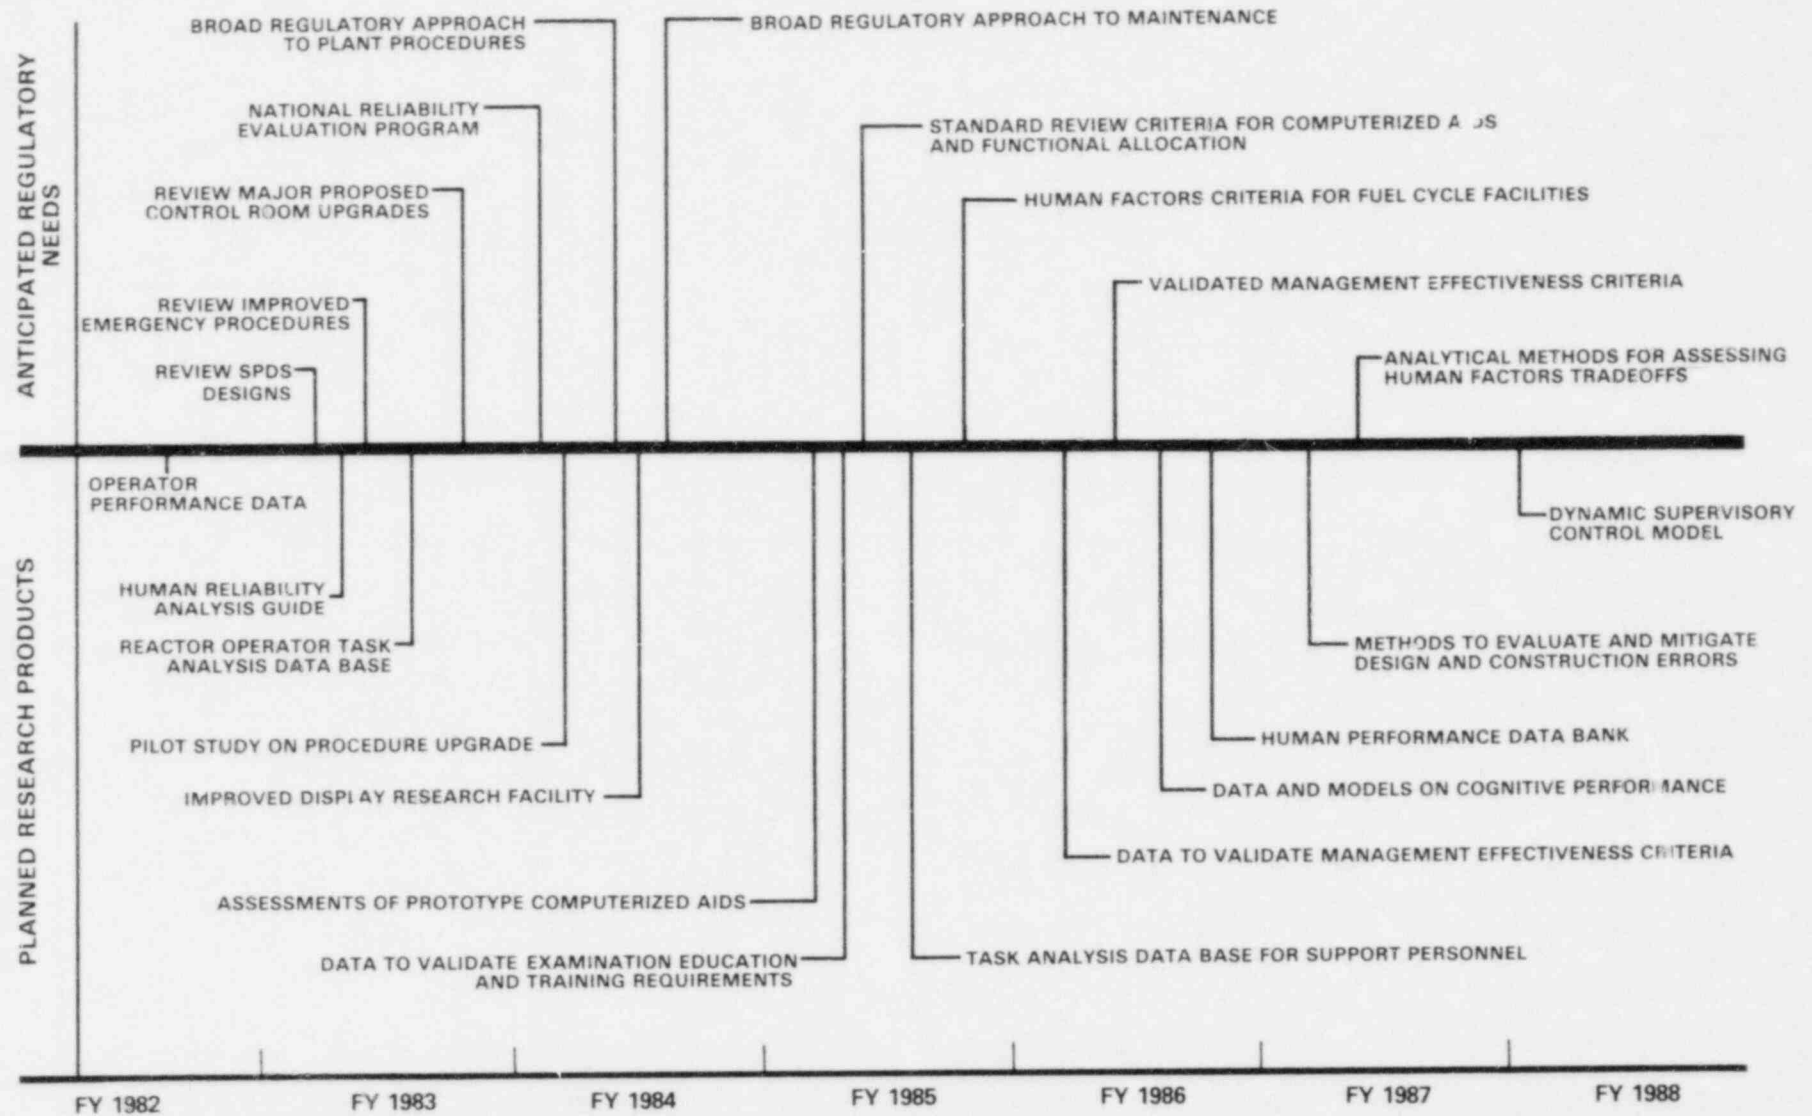 ANTICIPATED REGULATORY
NEEDS
BROAD REGULATORY APPROACH
TO PLANT PROCEDURES
BROAD REGULATORY APPROACH TO MAINTENANCE
NATIONAL RELIABILITY
EVALUATION PROGRAM
STANDARD REVIEW CRITERIA FOR COMPUTERIZED
AND FUNCTIONAL ALLOCATION
REVIEW MAJOR PROPOSED
CONTROL ROOM UPGRADES
HUMAN FACTORS CRITERIA FOR FUEL CYCLE FACILITIES
REVIEW IMPROVED
EMERGENCY PROCEDURES
VALIDATED MANAGEMENT EFFECTIVENESS CRITERIA
REVIEW SPDS
DESIGNS
ANALYTICAL METHODS FOR ASSESSING
HUMAN FACTORS TRADEOFFS
PLANNED RESEARCH PRODUCTS
OPERATOR
PERFORMANCE DATA
DYNAMIC SUPERVISORY
CONTROL MODEL
HUMAN RELIABILITY
ANALYSIS GUIDE
REACTOR OPERATOR TASK
ANALYSIS DATA BASE
METHODS TO EVALUATE AND MITIGATE
DESIGN AND CONSTRUCTION ERRORS
PILOT STUDY ON PROCEDURE UPGRADE
HUMAN PERFORMANCE DATA BANK
IMPROVED DISPLAY RESEARCH FACILITY
DATA AND MODELS ON COGNITIVE PERFORMANCE
DATA TO VALIDATE MANAGEMENT EFFECTIVENESS CRITERIA
ASSESSMENTS OF PROTOTYPE COMPUTERIZED AIDS
DATA TO VALIDATE EXAMINATION EDUCATION
AND TRAINING REQUIREMENTS
TASK ANALYSIS DATA BASE FOR SUPPORT PERSONNEL
FY 1982
FY 1983
FY 1984
FY 1985
FY 1986
FY 1987
FY 1988